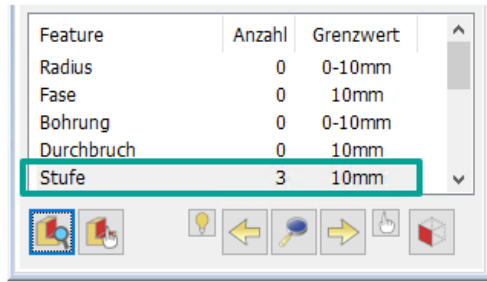 Feature Anzahl Grenzwert
Radius 0 0-10mm
Fase 0 10mm
Bohrung 0 0-10mm
Durchbruch 0 10mm
Stufe 3 10mm